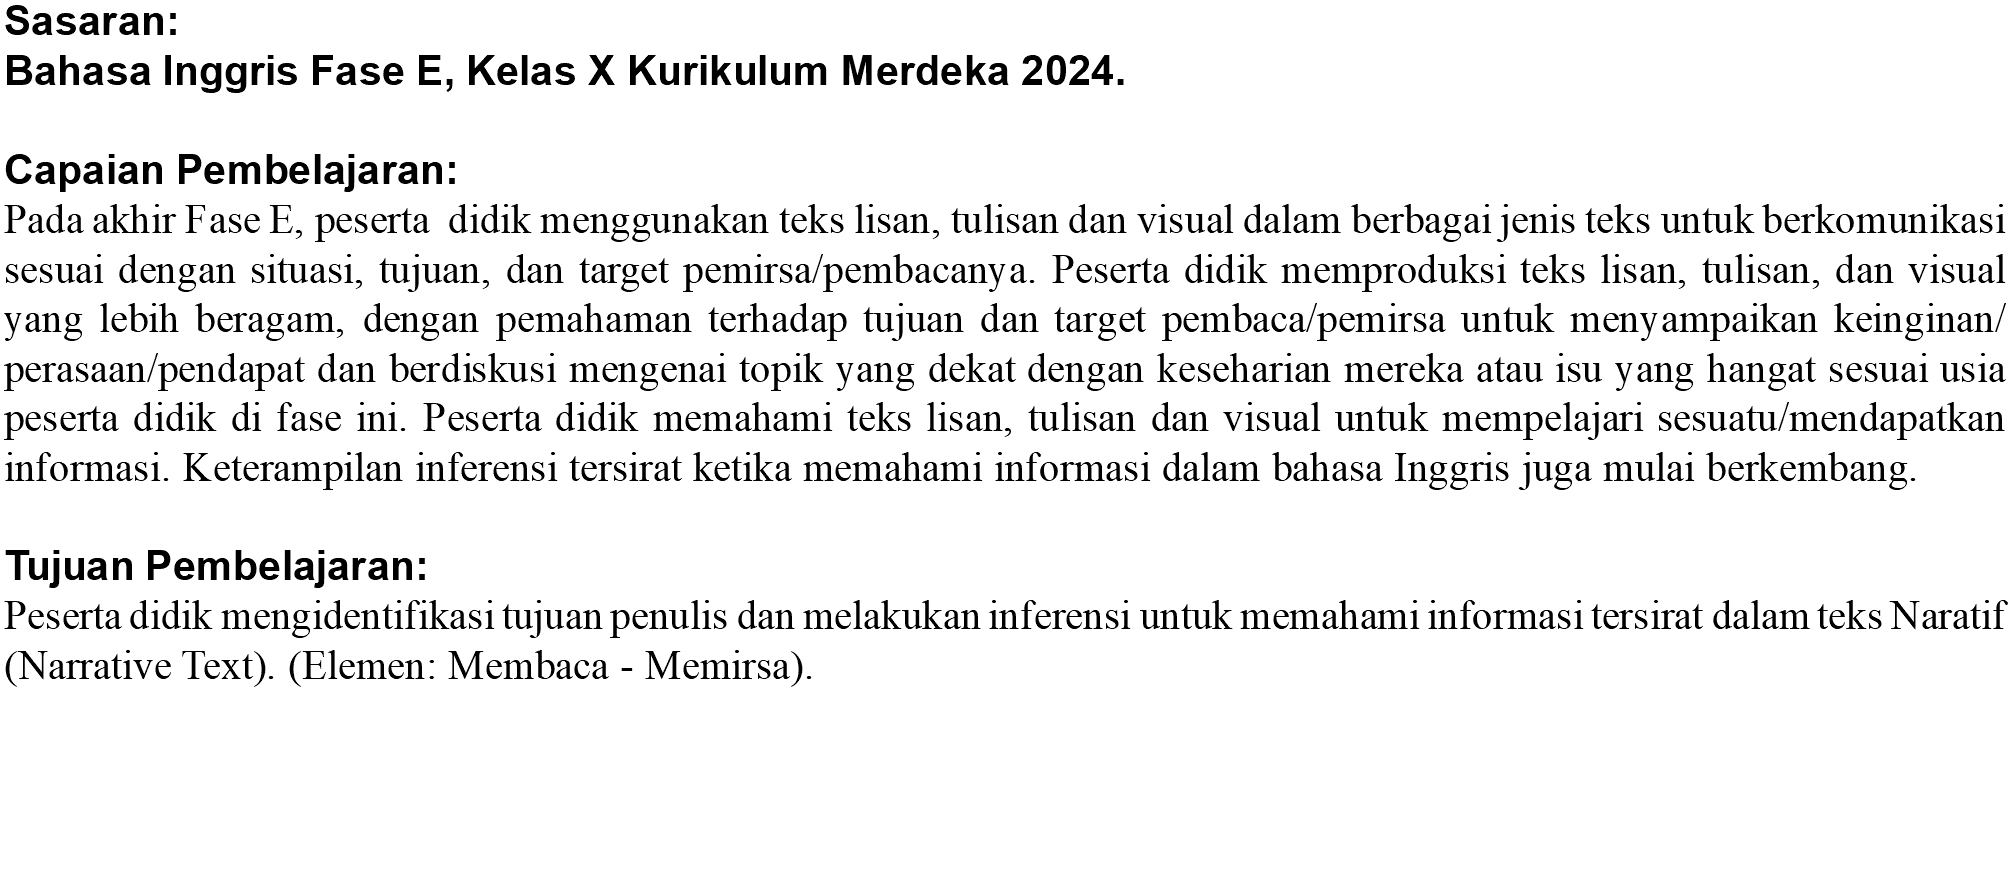 Sasaran:
Bahasa Inggris Fase E, Kelas X Kurikulum Merdeka 2024.
Capaian Pembelajaran:
Pada akhir Fase E, peserta didik menggunakan teks lisan, tulisan dan visual dalam berbagai jenis teks untuk berkomunikasi
sesuai dengan situasi, tujuan, dan target pemirsa/pembacanya. Peserta didik memproduksi teks lisan, tulisan, dan visual
yang lebih beragam, dengan pemahaman terhadap tujuan dan target pembaca/pemirsa untuk menyampaikan keinginan/
perasaan/pendapat dan berdiskusi mengenai topik yang dekat dengan keseharian mereka atau isu yang hangat sesuai usia
peserta didik di fase ini. Peserta didik memahami teks lisan, tulisan dan visual untuk mempelajari sesuatu/mendapatkan
informasi. Keterampilan inferensi tersirat ketika memahami informasi dalam bahasa Inggris juga mulai berkembang.
Tujuan Pembelajaran:
Peserta didik mengidentifikasi tujuan penulis dan melakukan inferensi untuk memahami informasi tersirat dalam teks Naratif
(Narrative Text). (Elemen: Membaca - Memirsa).